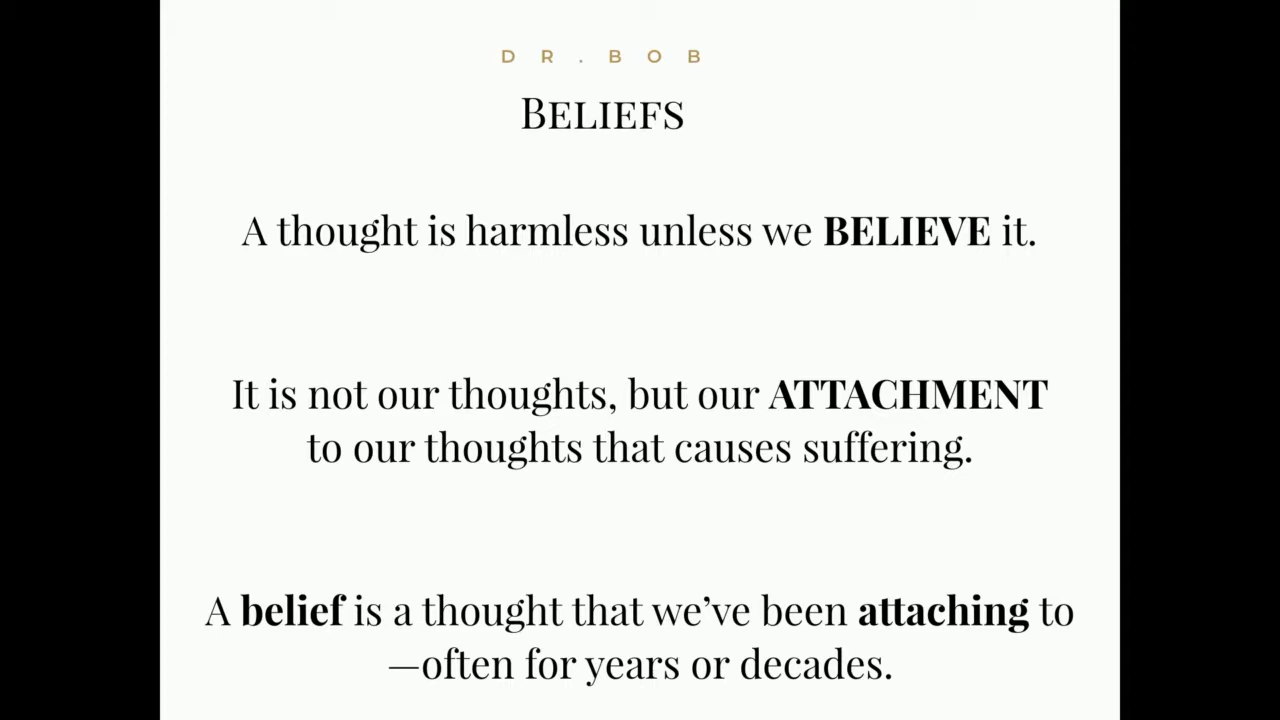 DR.BOB
BELIEFS
A thought is harmless unless we BELIEVE it.
It is not our thoughts, but our ATTACHMENT
to our thoughts that causes suffering.
A belief is a thought that we’ve been attaching to
—often for years or decades.